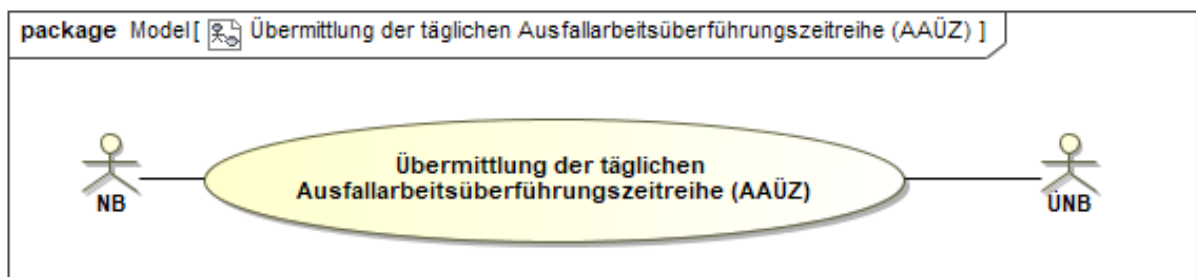 package Model[ Übermittlung der täglichen Ausfallarbeitsüberführungszeitreihe (AAÜZ) ]
Übermittlung der täglichen
Ausfallarbeitsüberführungszeitreihe (AAÜZ)
NB
ÜNB